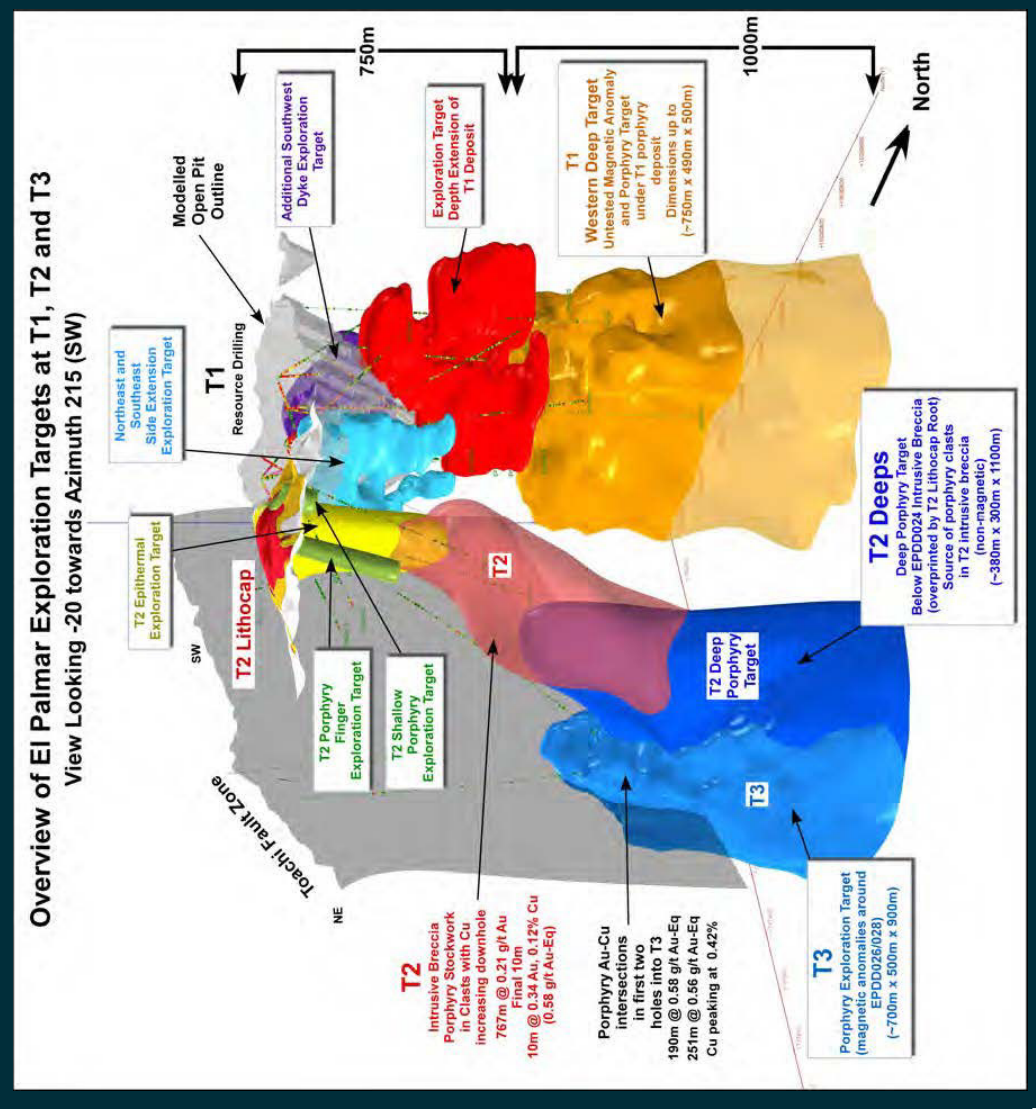 Overview of El Palmar Exploration Targets at T1, T2 and T3
View Looking -20 towards Azimuth 215 (SW)
750m
1000m
North
Modelled
Open Pit
Outline
T1
Resource Drilling
Additional Southwest
Dyke Exploration
Target
Exploration Target
Depth Extension of
T1 Deposit
T1
Western Deep Target
Untested Magnetic Anomaly
and Porphyry Target
under T1 porphyry
deposit
Dimensions up to
(~750m x 490m x 500m)
Northeast and
Southeast
Side Extension
Exploration Target
T2 Epithermal
Exploration Target
SW
T2 Lithocap
T2 Porphyry
Finger
Exploration Target
T2 Shallow
Porphyry
Exploration Target
T2
T2 Deep
Porphyry
Target
T2 Deeps
Deep Porphyry Target
Below EPDD024 Intrusive Breccia
(overprinted by T2 Lithocap Root)
Source of porphyry clasts
in T2 intrusive breccia
(non-magnetic)
(~380m x 300m x 1100m)
Toachi Fault Zone
NE
T2
Intrusive Breccia
Porphyry Stockwork
in Clasts with Cu
increasing downhole
767m @ 0.21 g/t Au
Final 10m
10m @ 0.34 Au, 0.12% Cu
(0.58 g/t Au-Eq)
Porphyry Au-Cu
intersections
in first two
holes into T3
190m @ 0.58 g/t Au-Eq
251m @ 0.56 g/t Au-Eq
Cu peaking at 0.42%
T3
T3
Porphyry Exploration Target
(magnetic anomalies around
EPDD026/028)
(~700m x 500m x 900m)